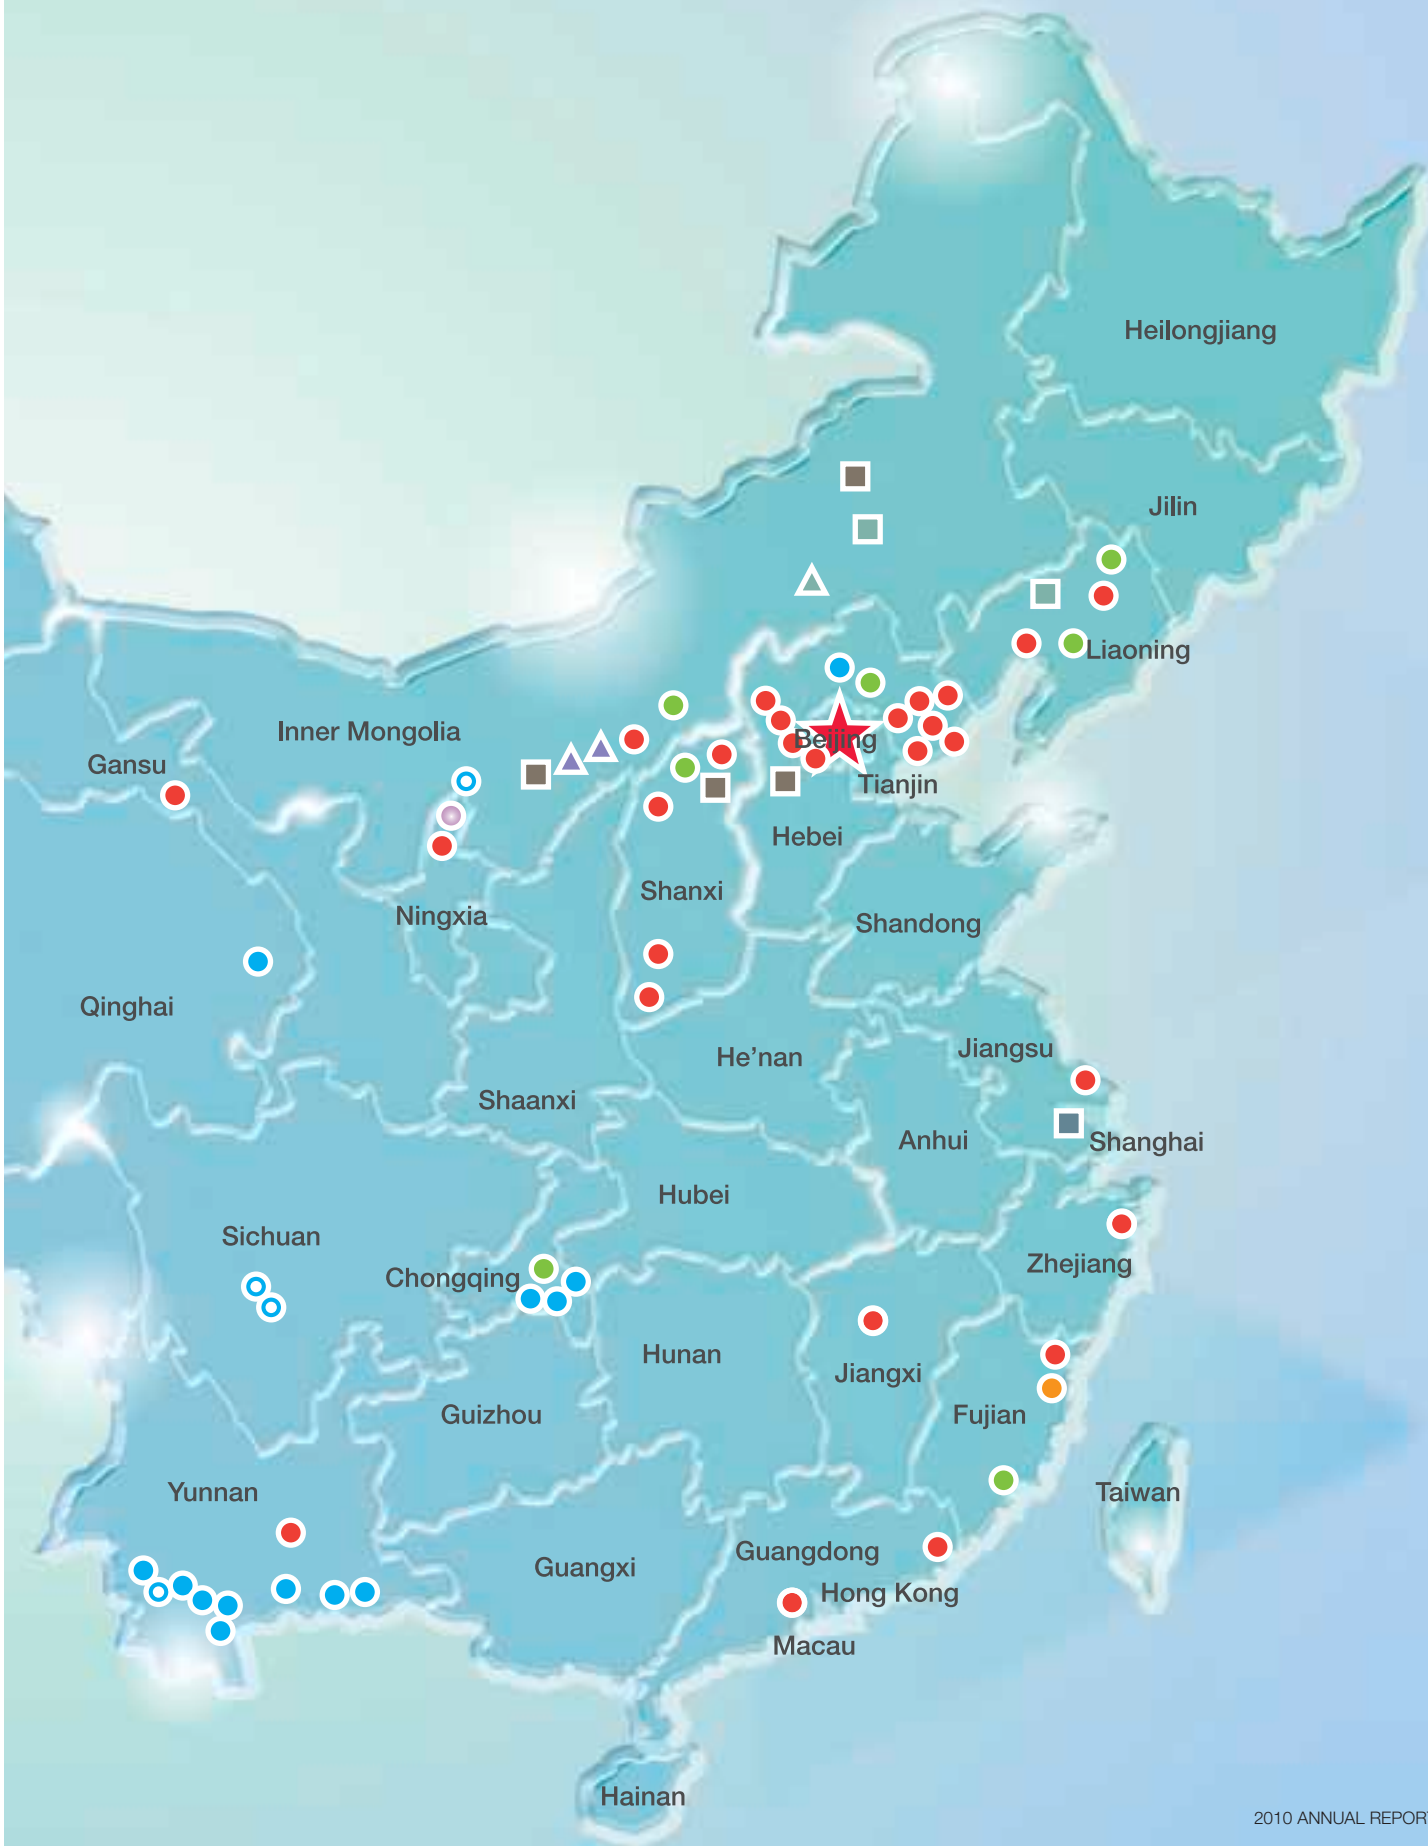 Heilongjiang
Jilin
Liaoning
Inner Mongolia
Beijing
Gansu
Tianjin
Hebei
Shanxi
Ningxia
Shandong
Qinghai
Jiangsu
He'nan
Shaanxi
Anhui
Shanghai
Hubei
Sichuan
Zhejiang
Chongqing
Hunan
Jiangxi
Guizhou
Fujian
Yunnan
Taiwan
Guangdong
Guangxi
Hong Kong
Macau
Hainan
2010 ANNUAL REPOR